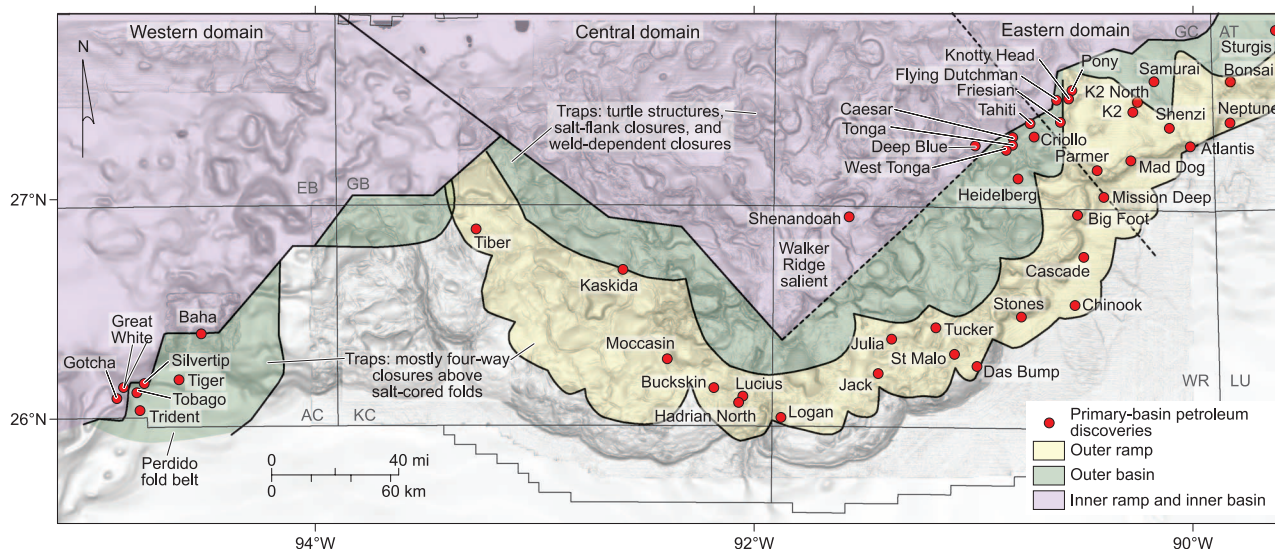 Western domain
Central domain
Eastern domain
N
GC
AT
Sturgis
Knotty Head
Pony
Flying Dutchman
Samurai
Bonsai
Friesian
K2 North
Caesar
Tahiti
K2
Shenzi
Neptune
Traps: turtle structures,
salt-flank closures, and
weld-dependent closures
Tonga
Deep Blue
Criollo
Atlantis
West Tonga
Parmer
Mad Dog
EB
GB
Heidelberg
Mission Deep
27°N
Shenandoah
Big Foot
Tiber
Walker
Ridge
salient
Kaskida
Cascade
Great
White
Baha
Stones
Chinook
Gotcha
Silvertip
Tiger
Tobago
Trident
Traps: mostly four-way
closures above
salt-cored folds
Moccasin
Julia
Tucker
St Malo
Das Bump
Buckskin
Lucius
Jack
WR
LU
26°N
AC
KC
Hadrian North
Logan
Perdido
fold belt
0
40 mi
0
60 km
Primary-basin petroleum
discoveries
Outer ramp
Outer basin
Inner ramp and inner basin
94°W
92°W
90°W